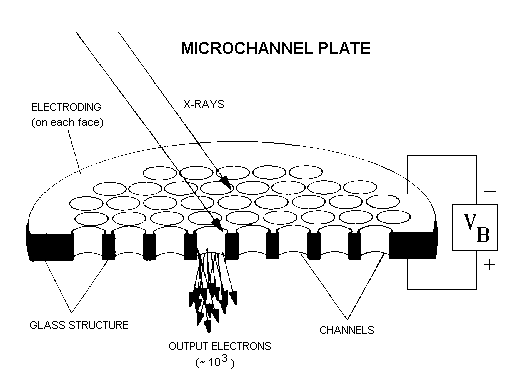 MICROCHANNEL PLATE
ELECTRODING
(on each face)
X-RAYS
−
V_B
+
GLASS STRUCTURE
CHANNELS
OUTPUT ELECTRONS
(~ 10³)